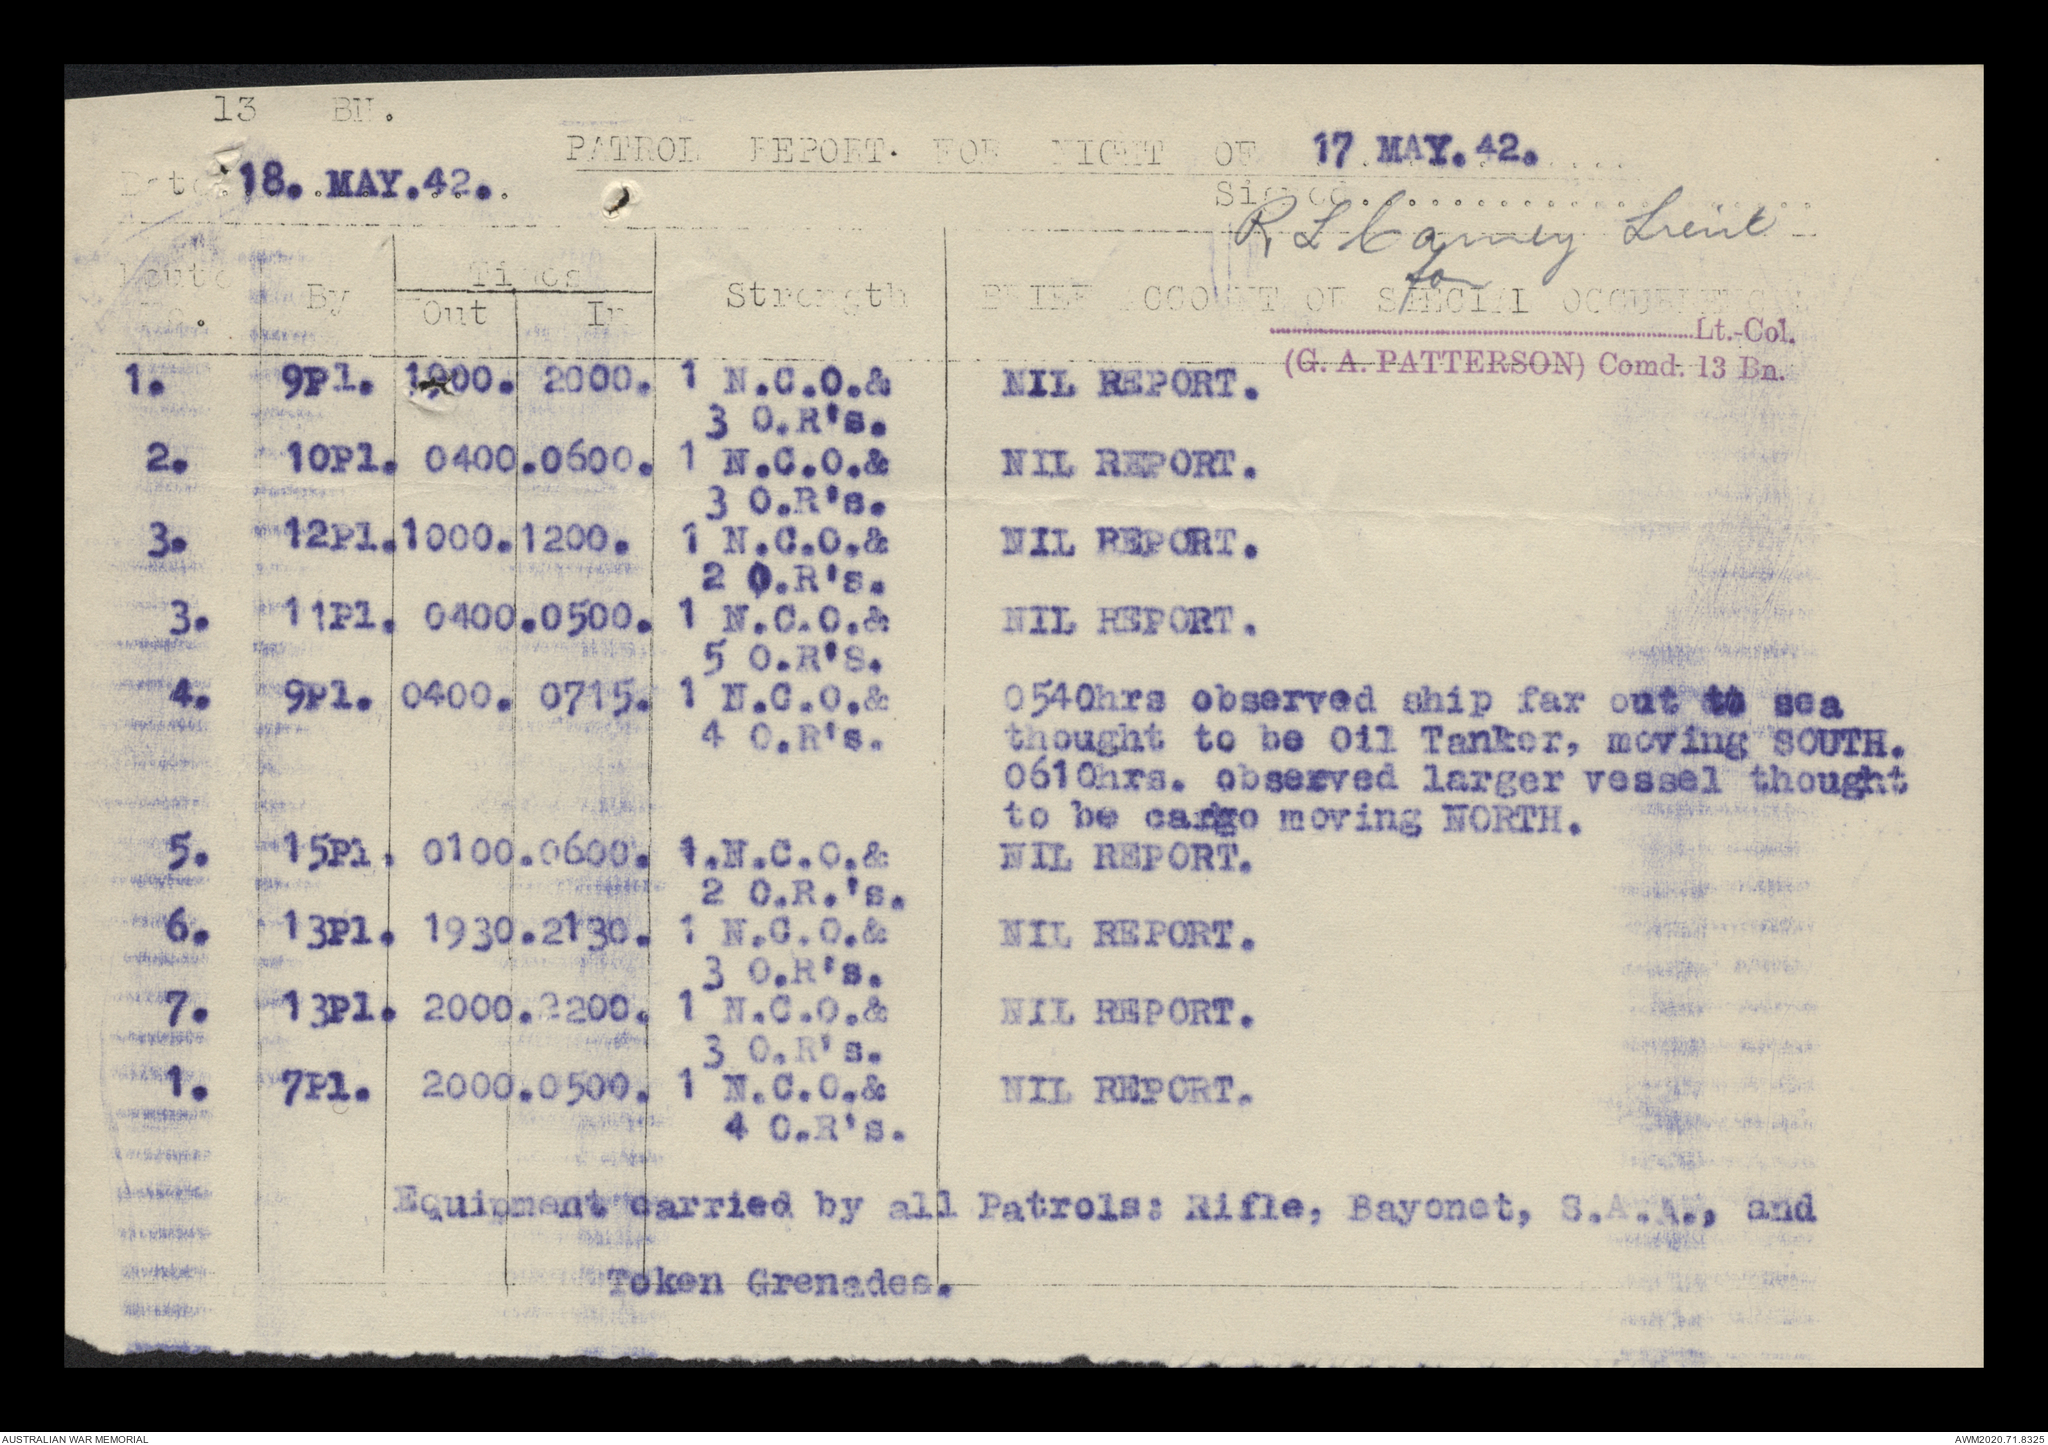 13 BN.
PATROL REPORT. FOR NIGHT OF 17 MAY.42.
Date 18. MAY.42.
Signed....................
R L Carney Lieut
for
Route No. By Times Strength BRIEF ACCOUNT OF SPECIAL OCCURRENCES
Out In
Lt.-Col.
(G. A. PATTERSON) Comd. 13 Bn.
1. 9Pl. 1900. 2000. 1 N.C.O.& NIL REPORT.
3 O.R's.
2. 10Pl. 0400.0600. 1 N.C.O.& NIL REPORT.
3 O.R's.
3. 12Pl.1000.1200. 1 N.C.O.& NIL REPORT.
2 O.R's.
3. 11Pl. 0400.0500. 1 N.C.O.& NIL REPORT.
5 O.R'S.
4. 9Pl. 0400. 0715. 1 N.C.O.& 0540hrs observed ship far out to sea
4 O.R's. thought to be Oil Tanker, moving SOUTH.
0610hrs. observed larger vessel thought
to be cargo moving NORTH.
5. 15Pl. 0100.0600. 1.N.C.O.& NIL REPORT.
2 O.R.'s.
6. 13Pl. 1930.2130. 1 N.C.O.& NIL REPORT.
3 O.R's.
7. 13Pl. 2000.2200. 1 N.C.O.& NIL REPORT.
3 O.R's.
1. 7Pl. 2000.0500. 1 N.C.O.& NIL REPORT.
4 O.R's.
Equipment carried by all Patrols: Rifle, Bayonet, S.A.A., and
Token Grenades.
AUSTRALIAN WAR MEMORIAL
AWM2020.71.8325